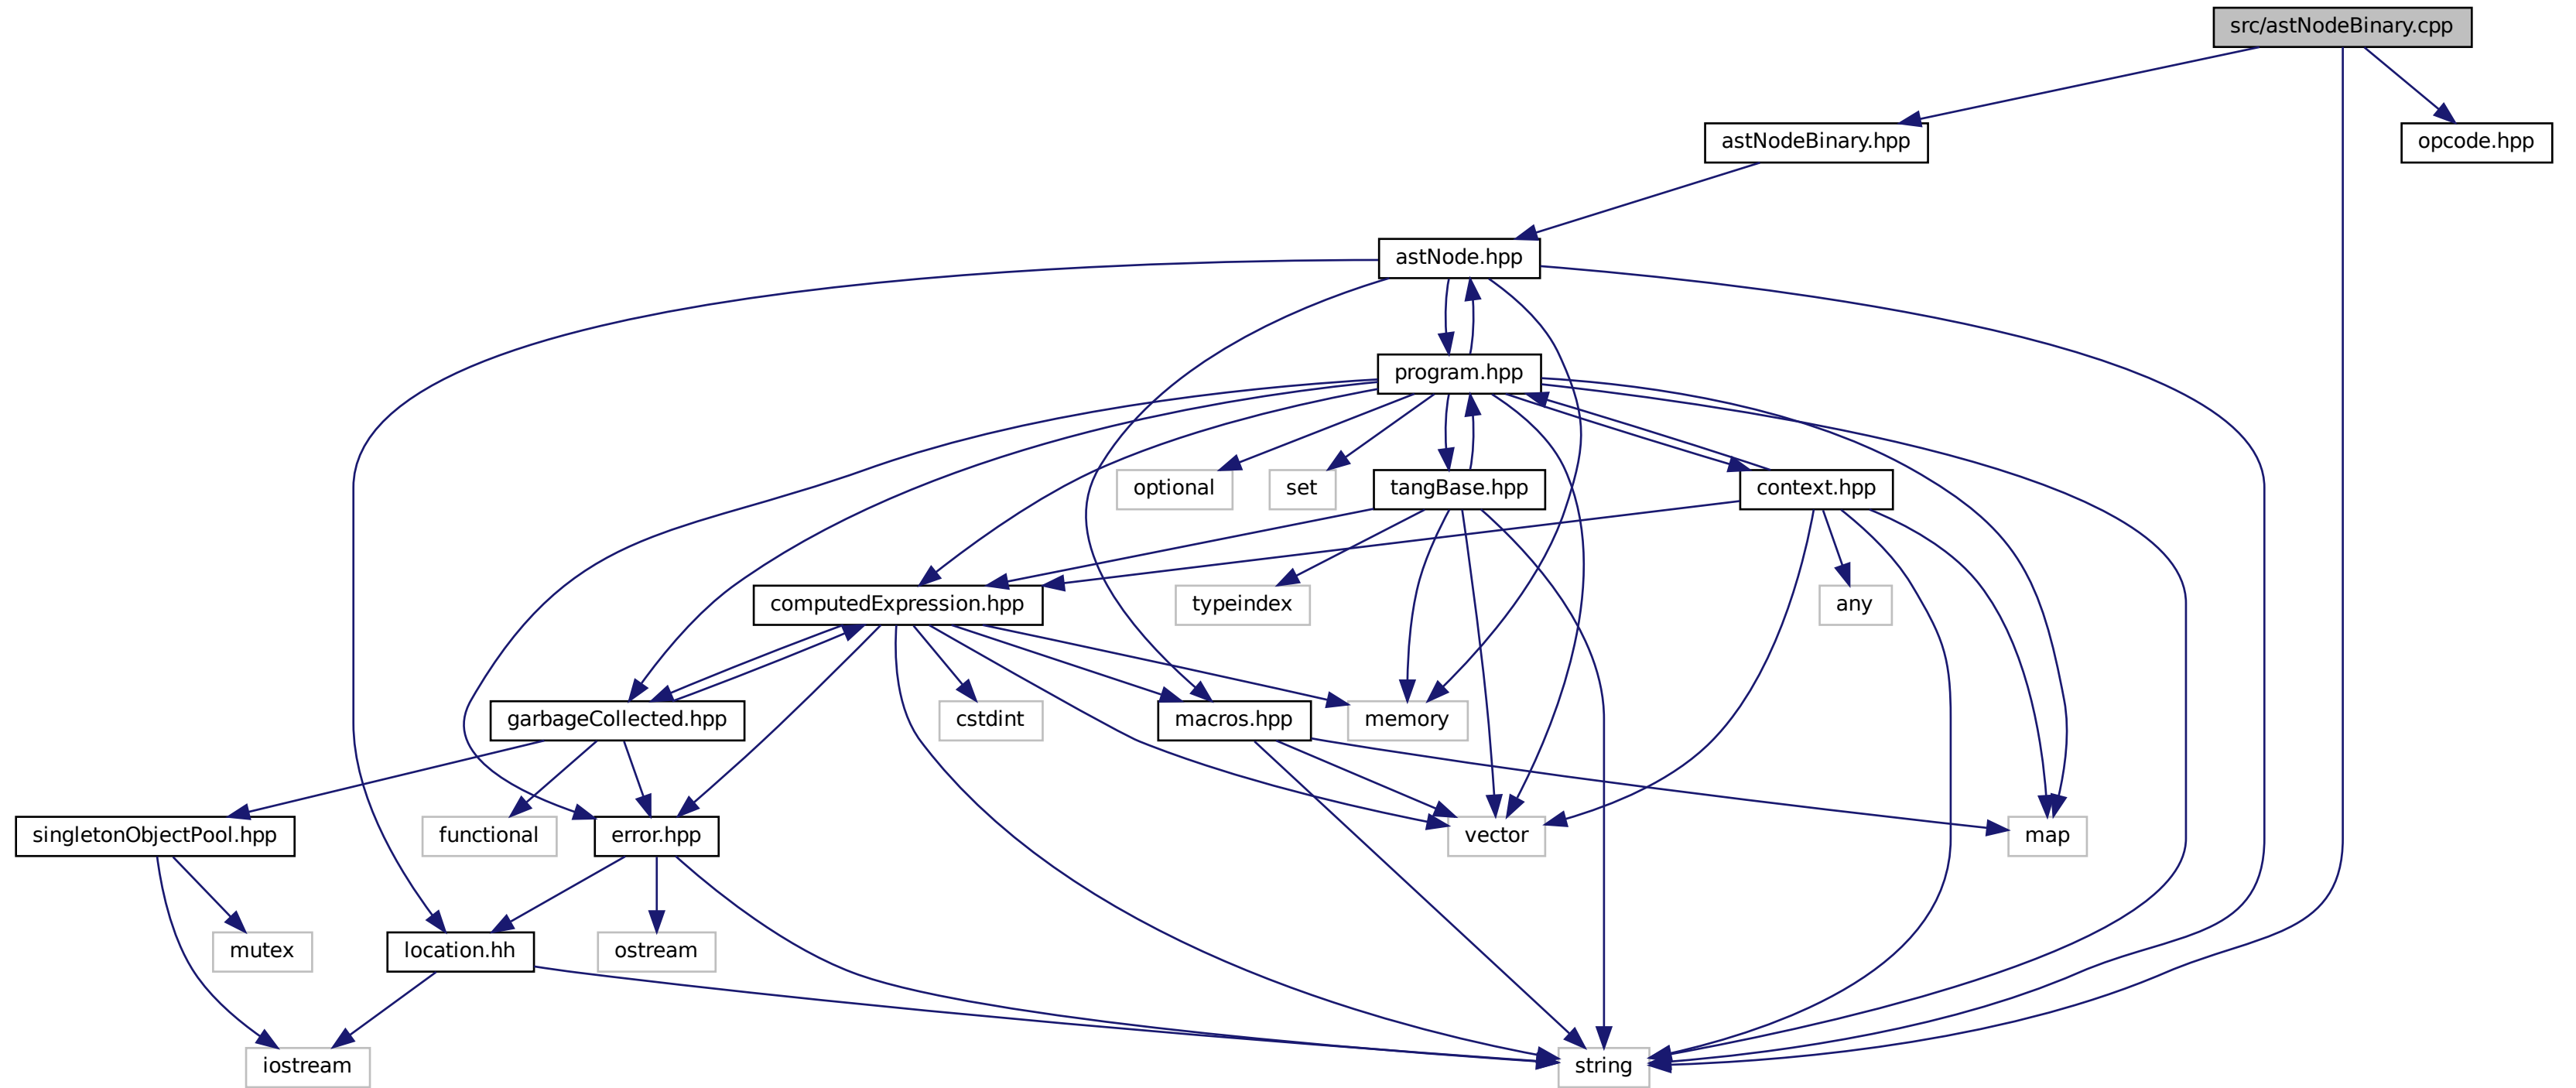 src/astNodeBinary.cpp
astNodeBinary.hpp
opcode.hpp
astNode.hpp
program.hpp
optional
set
tangBase.hpp
context.hpp
computedExpression.hpp
typeindex
any
garbageCollected.hpp
cstdint
macros.hpp
memory
singletonObjectPool.hpp
functional
error.hpp
vector
map
mutex
location.hh
ostream
iostream
string